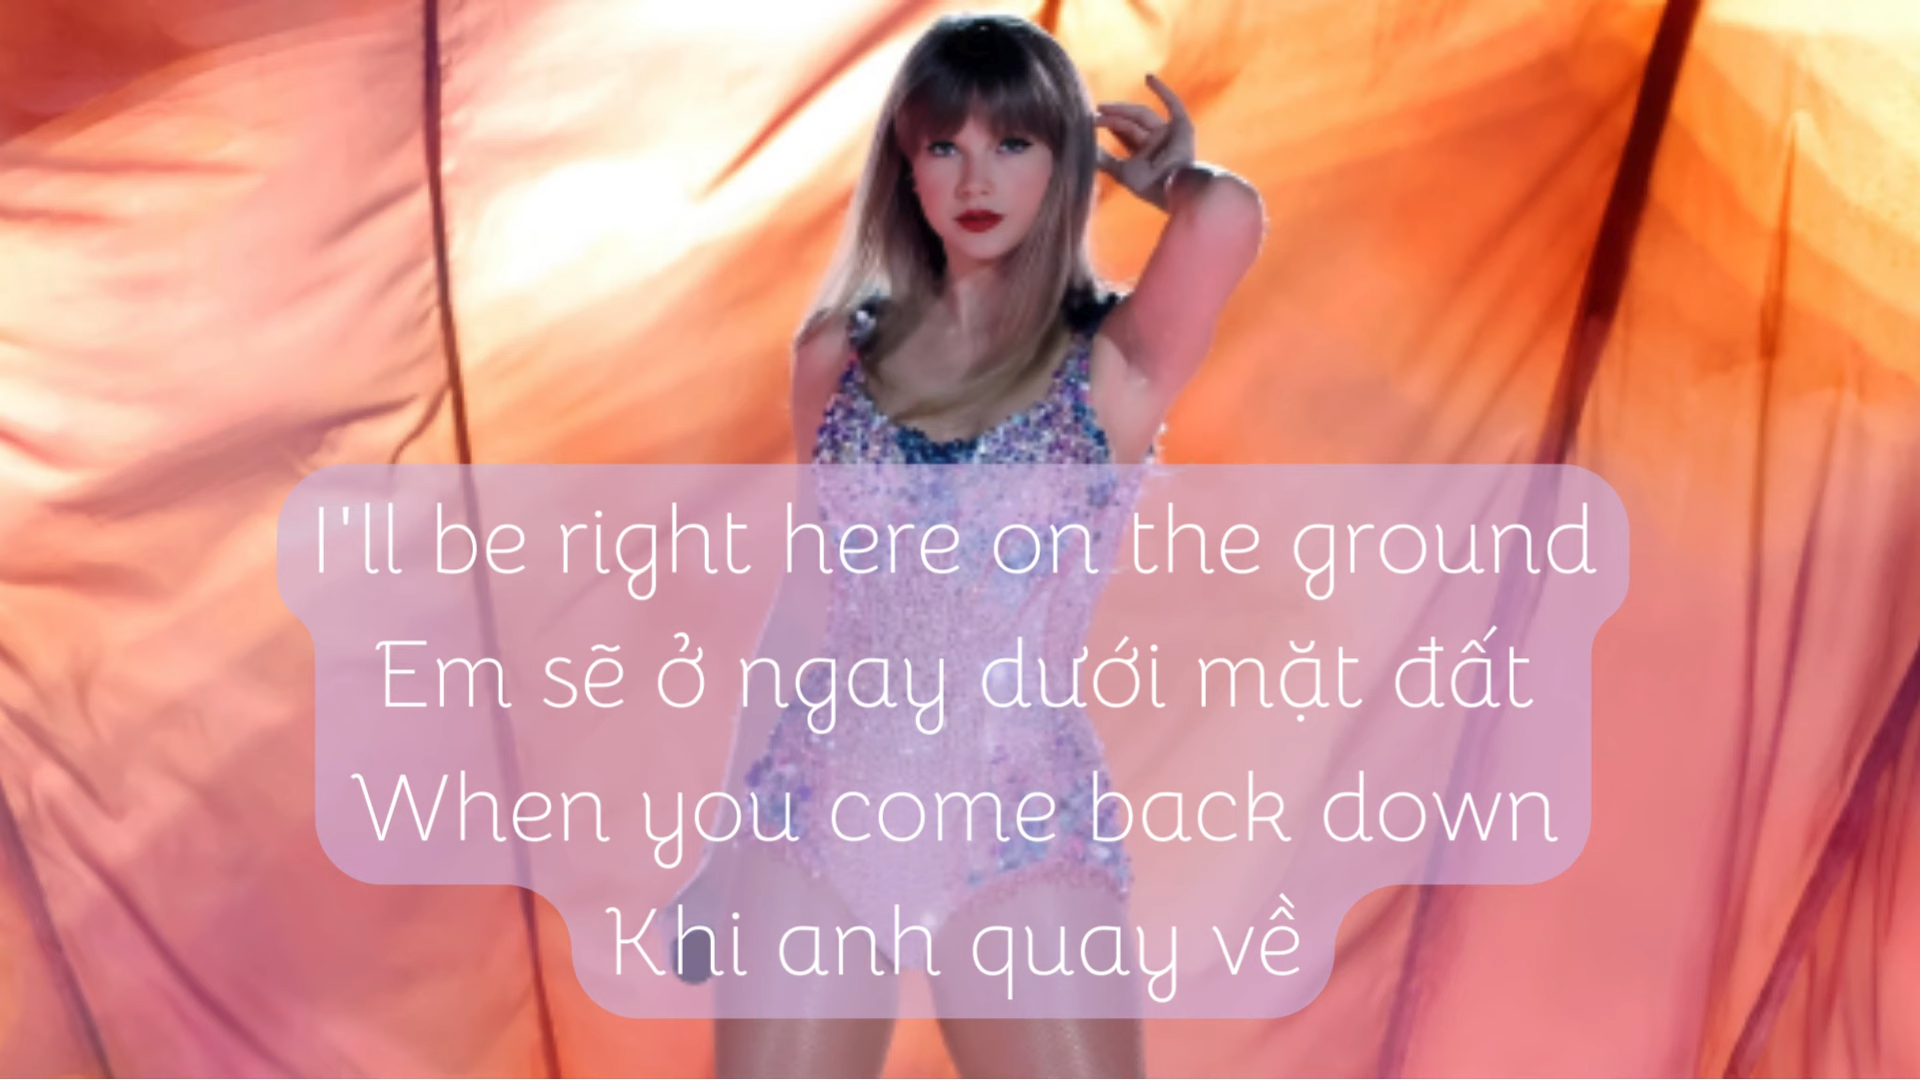 I'll be right here on the ground
Em sẽ ở ngay dưới mặt đất
When you come back down
Khi anh quay về